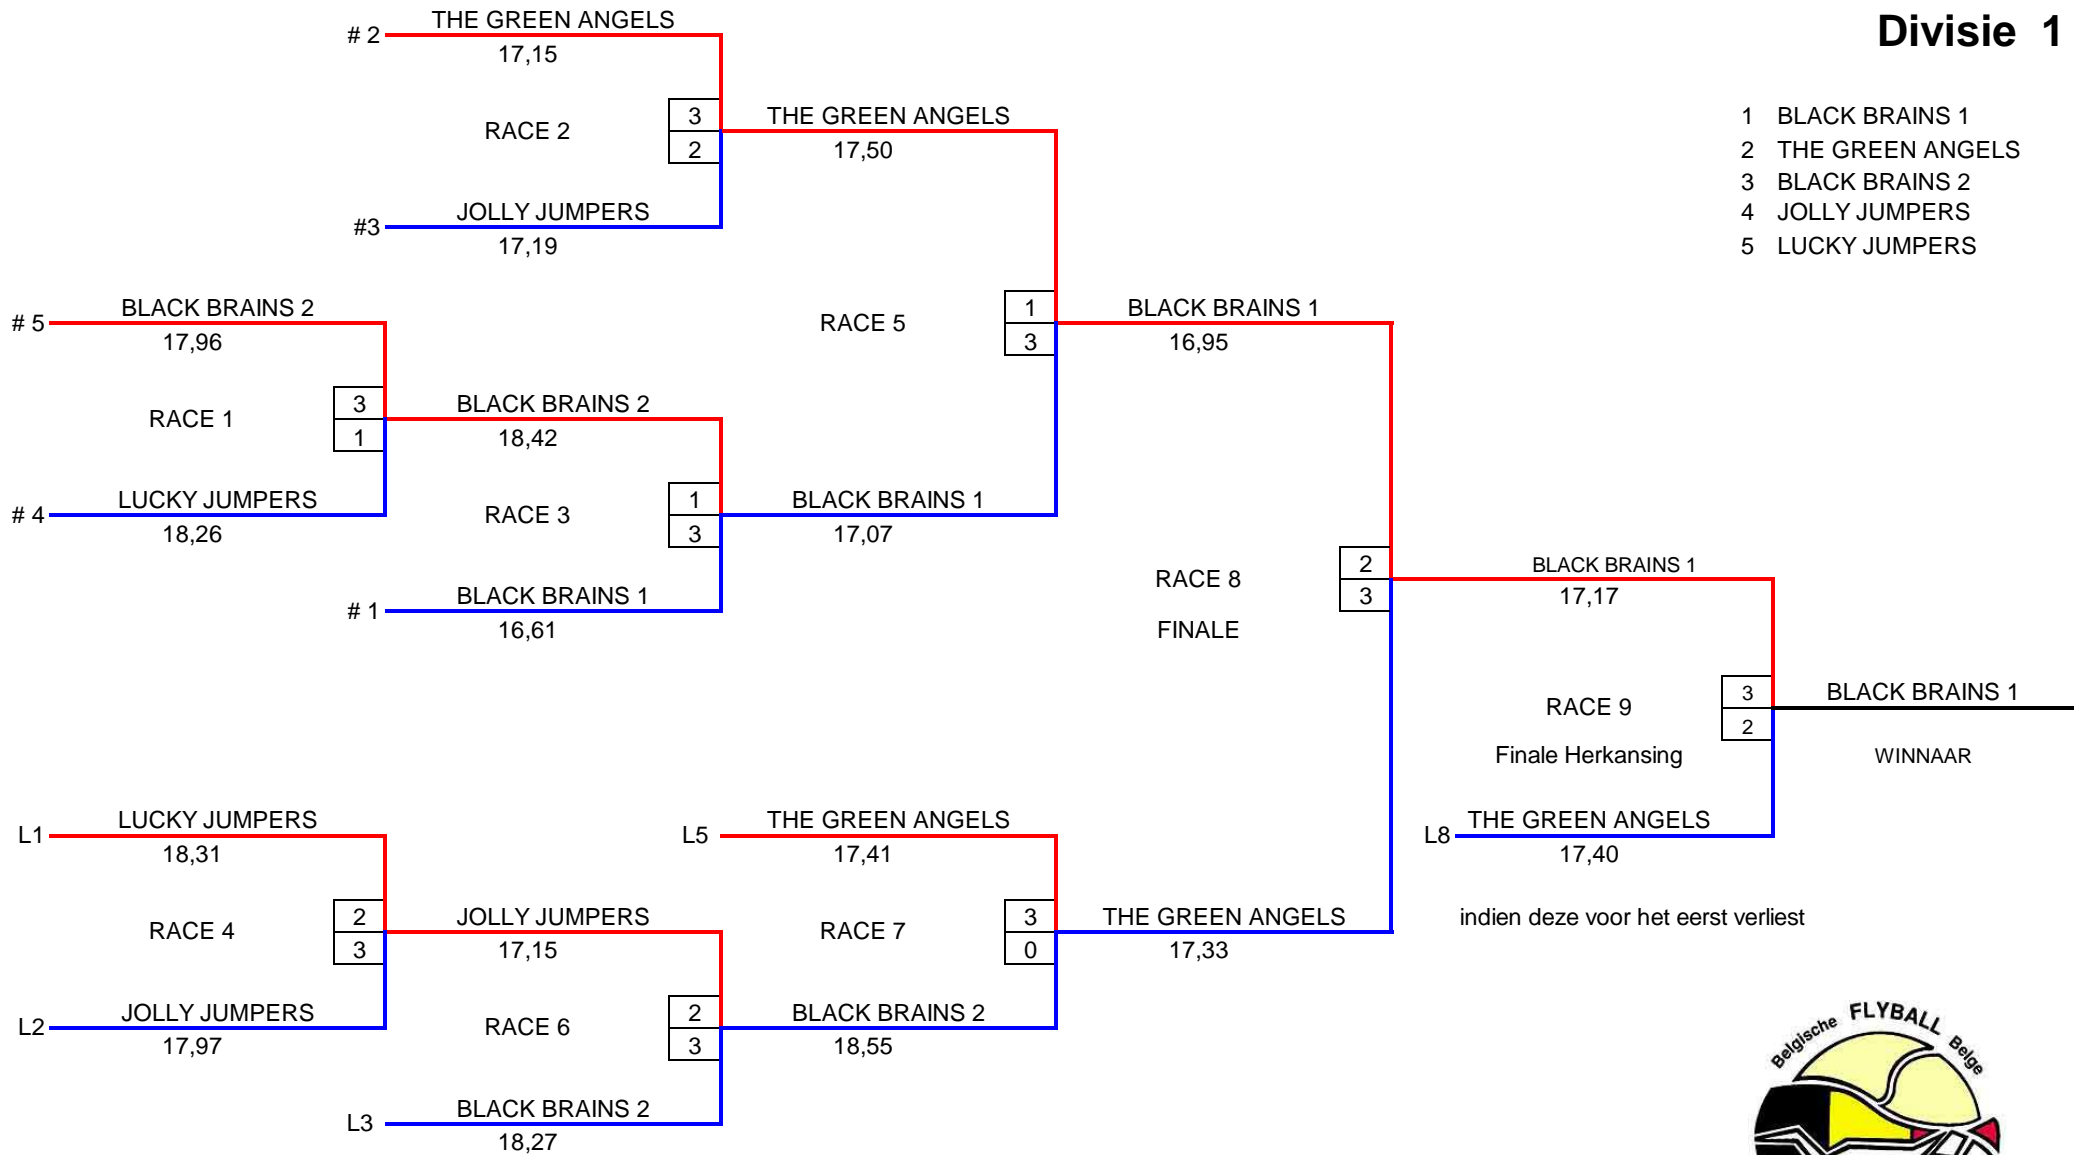 Divisie 1
1 BLACK BRAINS 1
2 THE GREEN ANGELS
3 BLACK BRAINS 2
4 JOLLY JUMPERS
5 LUCKY JUMPERS
# 2 THE GREEN ANGELS
17,15
RACE 2
3
2
#3 JOLLY JUMPERS
17,19
# 5 BLACK BRAINS 2
17,96
RACE 1
3
1
# 4 LUCKY JUMPERS
18,26
BLACK BRAINS 2
18,42
RACE 3
1
3
# 1 BLACK BRAINS 1
16,61
THE GREEN ANGELS
17,50
RACE 5
1
3
BLACK BRAINS 1
17,07
BLACK BRAINS 1
16,95
RACE 8
FINALE
2
3
BLACK BRAINS 1
17,17
RACE 9
Finale Herkansing
3
2
BLACK BRAINS 1
WINNAAR
L8 THE GREEN ANGELS
17,40
indien deze voor het eerst verliest
L1 LUCKY JUMPERS
18,31
RACE 4
2
3
L2 JOLLY JUMPERS
17,97
JOLLY JUMPERS
17,15
RACE 6
2
3
L3 BLACK BRAINS 2
18,27
L5 THE GREEN ANGELS
17,41
RACE 7
3
0
BLACK BRAINS 2
18,55
THE GREEN ANGELS
17,33
Belgische FLYBALL Belge